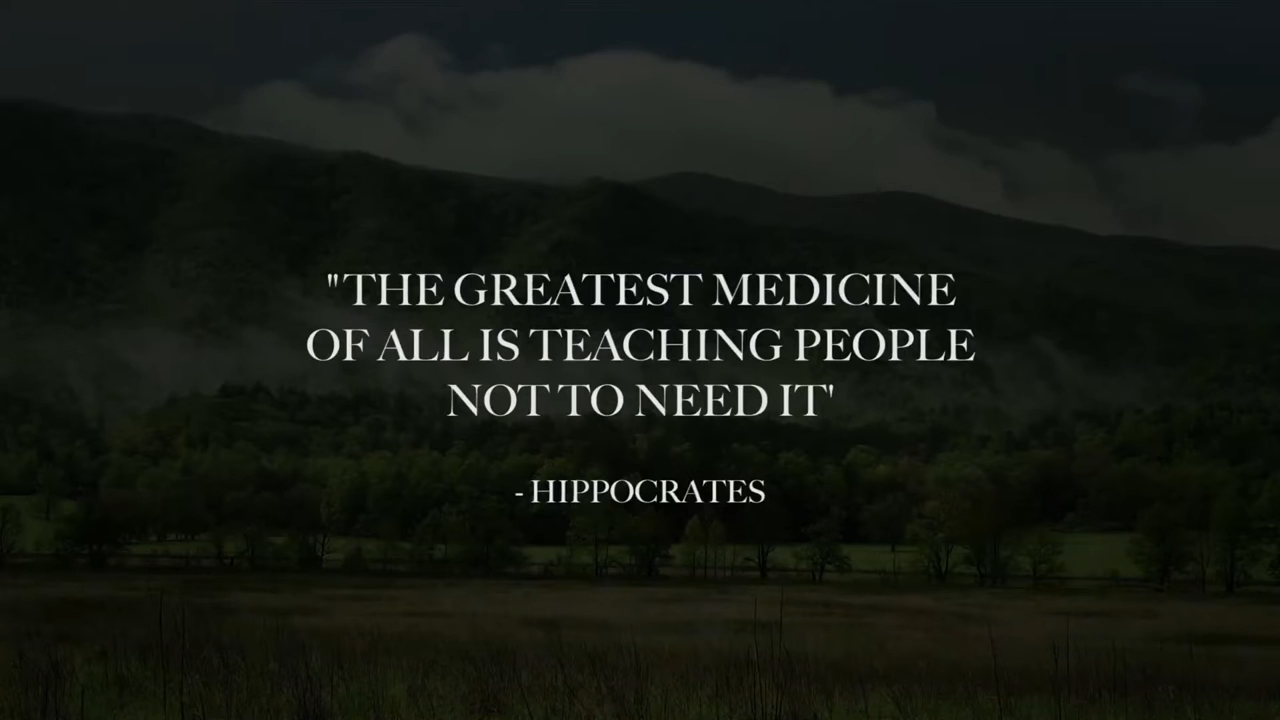 "THE GREATEST MEDICINE
OF ALL IS TEACHING PEOPLE
NOT TO NEED IT'
- HIPPOCRATES